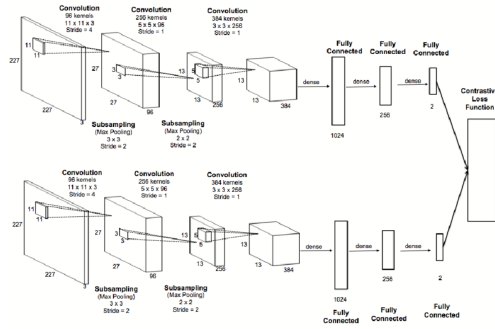 Convolution
96 kernels
11 x 11 x 3
Stride = 4
Convolution
256 kernels
5 x 5 x 96
Stride = 1
Convolution
384 kernels
3 x 3 x 256
Stride = 1
Fully
Connected
Fully
Connected
Fully
Connected
11
11
227
227
3
3
3
27
27
96
5
5
13
13
256
13
13
384
dense
1024
dense
256
dense
2
Contrastiv
Loss
Function
Subsampling
(Max Pooling)
3 x 3
Stride = 2
Subsampling
(Max Pooling)
2 x 2
Stride = 2
Convolution
96 kernels
11 x 11 x 3
Stride = 4
Convolution
256 kernels
5 x 5 x 96
Stride = 1
Convolution
384 kernels
3 x 3 x 256
Stride = 1
11
11
227
227
3
3
5
27
27
13
13
256
13
13
384
dense
1024
dense
256
dense
2
Subsampling
(Max Pooling)
3 x 3
Stride = 2
Subsampling
(Max Pooling)
2 x 2
Stride = 2
Fully
Connected
Fully
Connected
Fully
Connected